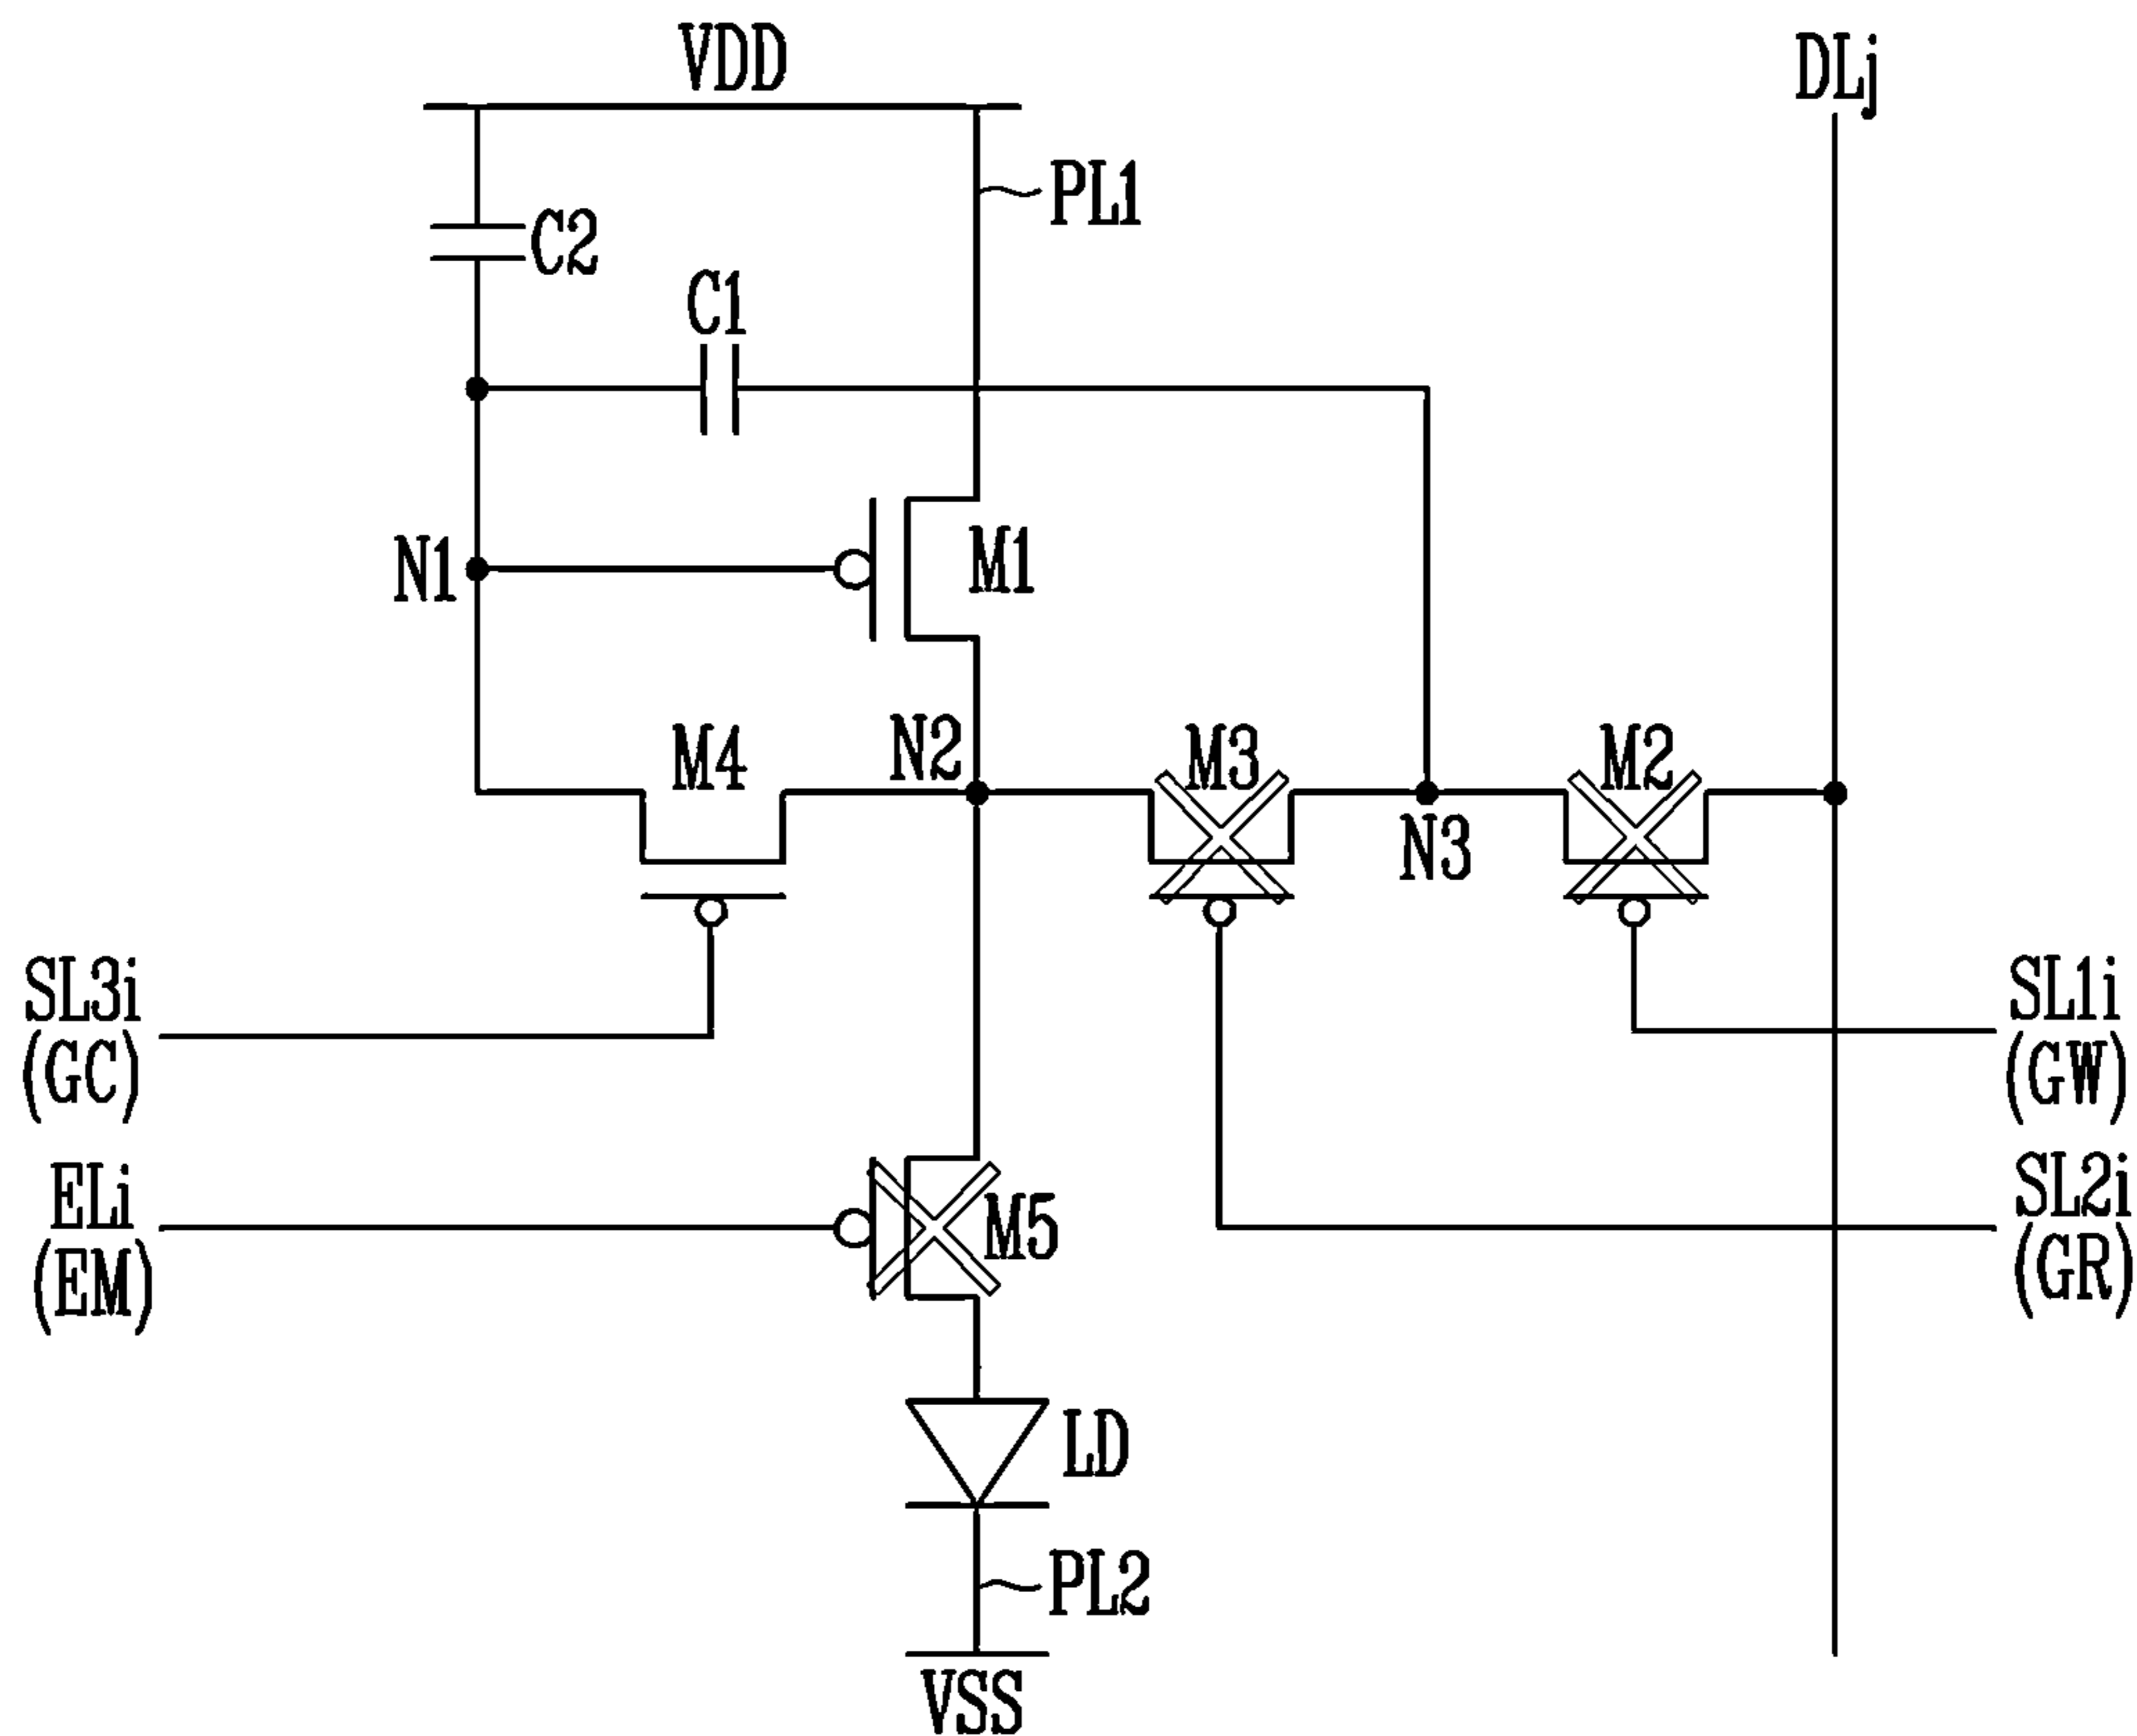 VDD
DLj
PL1
C2
C1
N1
M1
M4
N2
M3
M2
N3
SL3i
(GC)
SL1i
(GW)
ELi
(EM)
M5
SL2i
(GR)
LD
PL2
VSS